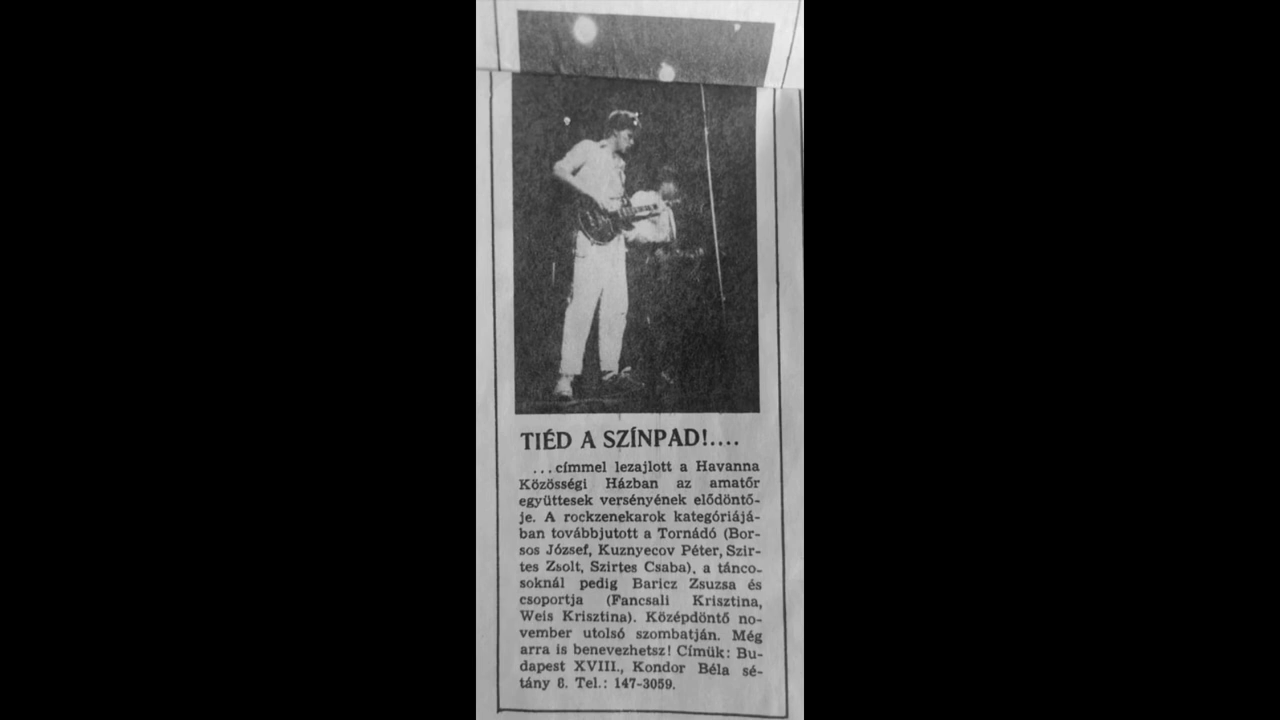 TIÉD A SZÍNPAD!....
...címmel lezajlott a Havanna
Közösségi Házban az amatőr
együttesek versényének elődöntő-
je. A rockzenekarok kategóriájá-
ban továbbjutott a Tornádó (Bor-
sos József, Kuznyecov Péter, Szir-
tes Zsolt, Szirtes Csaba), a tánco-
soknál pedig Baricz Zsuzsa és
csoportja (Fancsali Krisztina,
Weis Krisztina). Középdöntő no-
vember utolsó szombatján. Még
arra is benevezhetsz! Címük: Bu-
dapest XVIII., Kondor Béla sé-
tány 8. Tel.: 147-3059.